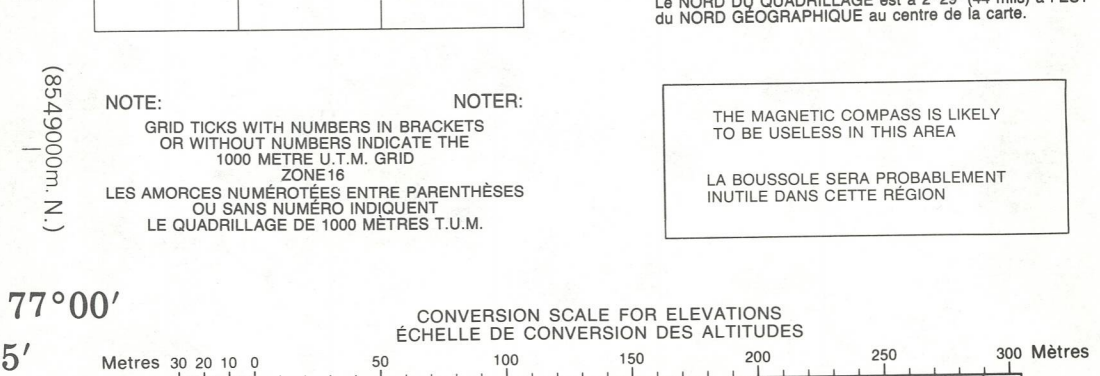 Le NORD DU QUADRILLAGE est à 2°29' (44 mils) à l'EST
du NORD GÉOGRAPHIQUE au centre de la carte.
(8549000m. N.)
NOTE: NOTER:
GRID TICKS WITH NUMBERS IN BRACKETS
OR WITHOUT NUMBERS INDICATE THE
1000 METRE U.T.M. GRID
ZONE 16
LES AMORCES NUMÉROTÉES ENTRE PARENTHÈSES
OU SANS NUMÉRO INDIQUENT
LE QUADRILLAGE DE 1000 MÈTRES T.U.M.
THE MAGNETIC COMPASS IS LIKELY
TO BE USELESS IN THIS AREA
LA BOUSSOLE SERA PROBABLEMENT
INUTILE DANS CETTE RÉGION
77°00′
5′
CONVERSION SCALE FOR ELEVATIONS
ÉCHELLE DE CONVERSION DES ALTITUDES
Metres 30 20 10 0 50 100 150 200 250 300 Mètres